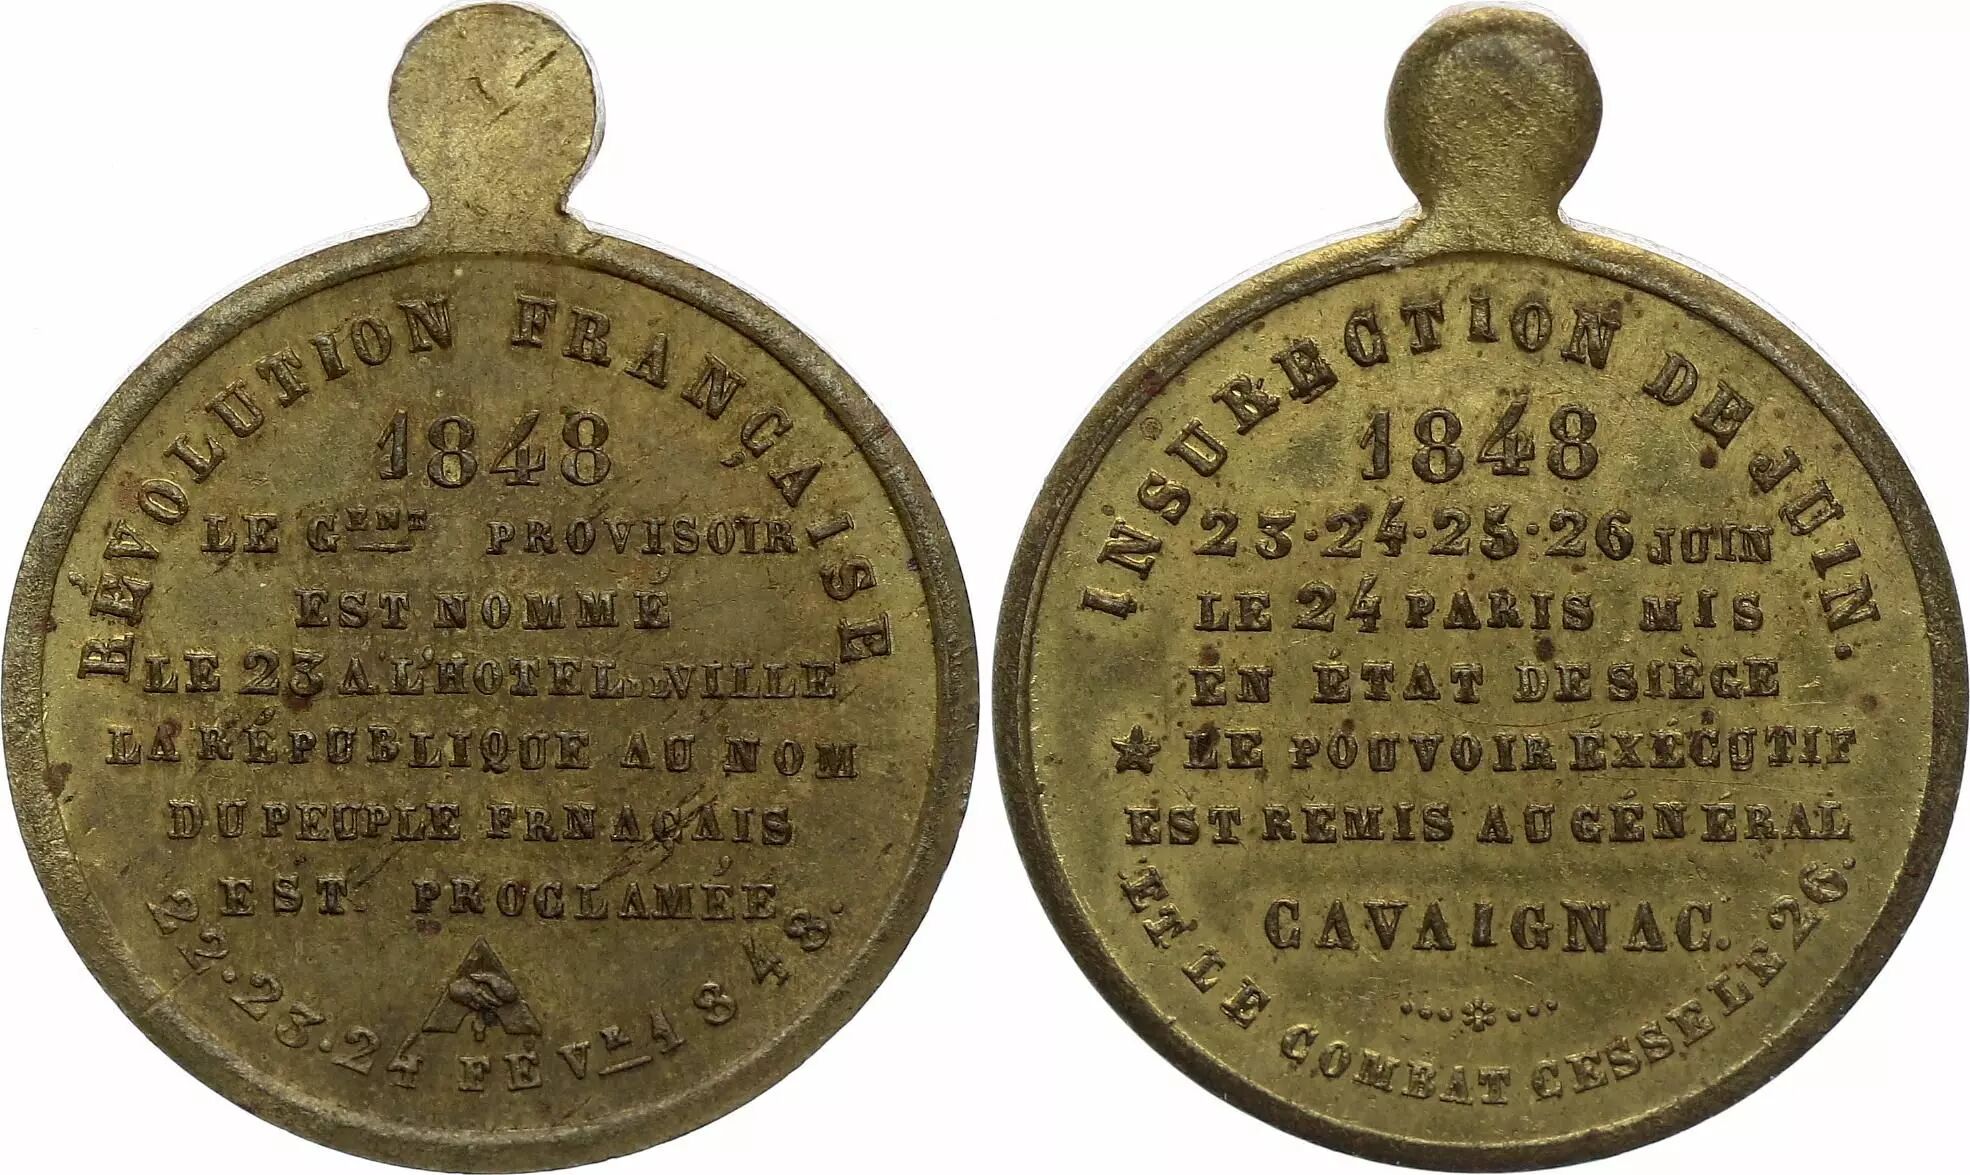 RÉVOLUTION FRANÇAISE
1848
LE GENT PROVISOIR
EST NOMMÉ
LE 23 A L'HOTEL DE VILLE
LA RÉPUBLIQUE AU NOM
DU PEUPLE FRNAÇAIS
EST PROCLAMÉE
22.23.24 FÉVR 1848.
INSURECTION DE JUIN.
1848
23.24.25.26 JUIN
LE 24 PARIS MIS
EN ÉTAT DE SIÈGE
★ LE POUVOIR ÉXÉCUTIF
EST REMIS AU GÉNÉRAL
CAVAIGNAC.
ET LE COMBAT CESSE LE 26.